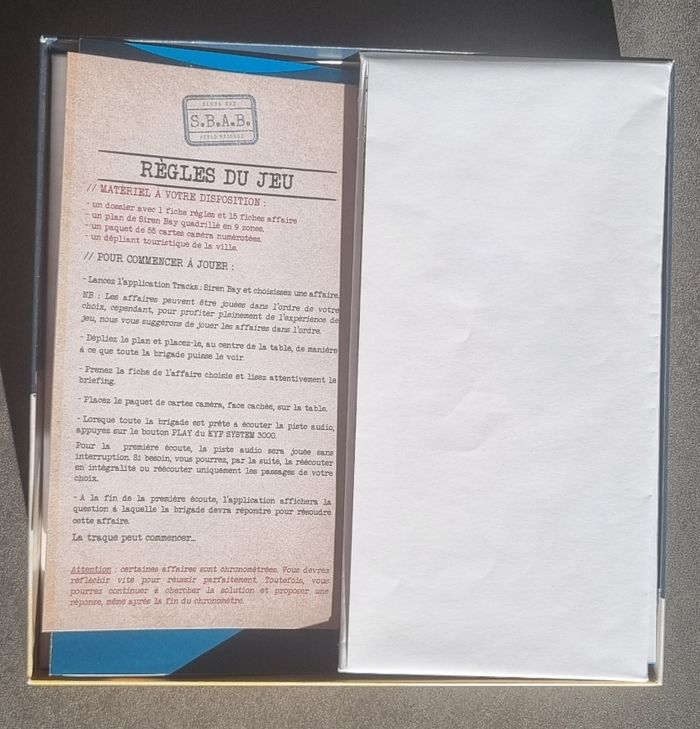 SIREN BAY
S.B.A.B.
RÈGLES DU JEU
// MATÉRIEL À VOTRE DISPOSITION :
- un dossier avec 1 fiche règles et 15 fiches affaire
- un plan de Siren Bay quadrillé en 9 zones.
- un paquet de 55 cartes caméra numérotées.
- un dépliant touristique de la ville.
// POUR COMMENCER À JOUER :
- Lancez l'application Tracks : Siren Bay et choisissez une affaire.
NB : Les affaires peuvent être jouées dans l'ordre de votre
choix, cependant, pour profiter pleinement de l'expérience de
jeu, nous vous suggérons de jouer les affaires dans l'ordre.
- Dépliez le plan et placez-le, au centre de la table, de manière
à ce que toute la brigade puisse le voir.
- Prenez la fiche de l'affaire choisie et lisez attentivement le
briefing.
- Placez le paquet de cartes caméra, face cachée, sur la table.
- Lorsque toute la brigade est prête à écouter la piste audio,
appuyez sur le bouton PLAY du KYF SYSTEM 3000.
Pour la première écoute, la piste audio sera jouée sans
interruption. Si besoin, vous pourrez, par la suite, la réécouter
en intégralité ou réécouter uniquement les passages de votre
choix.
- A la fin de la première écoute, l'application affichera la
question à laquelle la brigade devra répondre pour résoudre
cette affaire.
La traque peut commencer...
Attention : certaines affaires sont chronométrées. Vous devrez
réfléchir vite pour réussir parfaitement. Toutefois, vous
pourrez continuer à chercher la solution et proposer une
réponse, même après la fin du chronomètre.